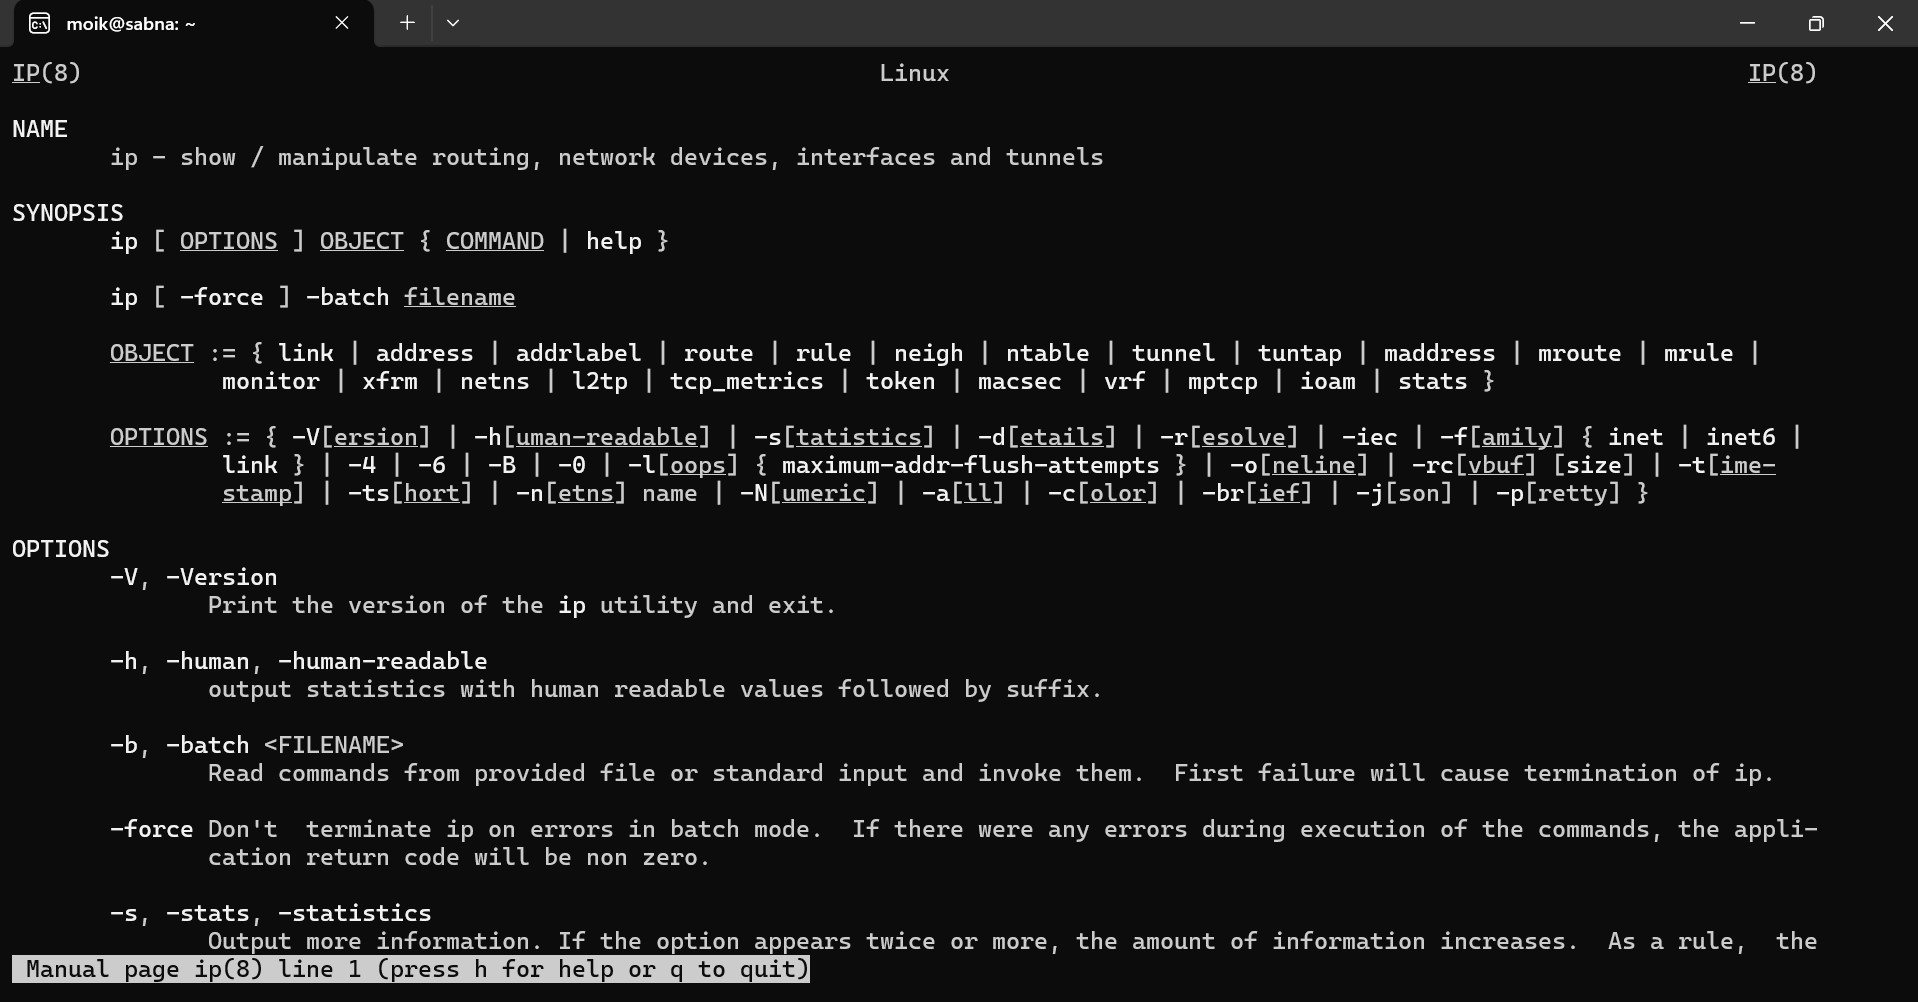 moik@sabna: ~
IP(8) Linux IP(8)
NAME
ip - show / manipulate routing, network devices, interfaces and tunnels
SYNOPSIS
ip [ OPTIONS ] OBJECT { COMMAND | help }
ip [ -force ] -batch filename
OBJECT := { link | address | addrlabel | route | rule | neigh | ntable | tunnel | tuntap | maddress | mroute | mrule |
monitor | xfrm | netns | l2tp | tcp_metrics | token | macsec | vrf | mptcp | ioam | stats }
OPTIONS := { -V[ersion] | -h[uman-readable] | -s[tatistics] | -d[etails] | -r[esolve] | -iec | -f[amily] { inet | inet6 |
link } | -4 | -6 | -B | -0 | -l[oops] { maximum-addr-flush-attempts } | -o[neline] | -rc[vbuf] [size] | -t[ime-
stamp] | -ts[hort] | -n[etns] name | -N[umeric] | -a[ll] | -c[olor] | -br[ief] | -j[son] | -p[retty] }
OPTIONS
-V, -Version
Print the version of the ip utility and exit.
-h, -human, -human-readable
output statistics with human readable values followed by suffix.
-b, -batch <FILENAME>
Read commands from provided file or standard input and invoke them.  First failure will cause termination of ip.
-force Don't  terminate ip on errors in batch mode.  If there were any errors during execution of the commands, the appli-
cation return code will be non zero.
-s, -stats, -statistics
Output more information. If the option appears twice or more, the amount of information increases.  As a rule,  the
Manual page ip(8) line 1 (press h for help or q to quit)